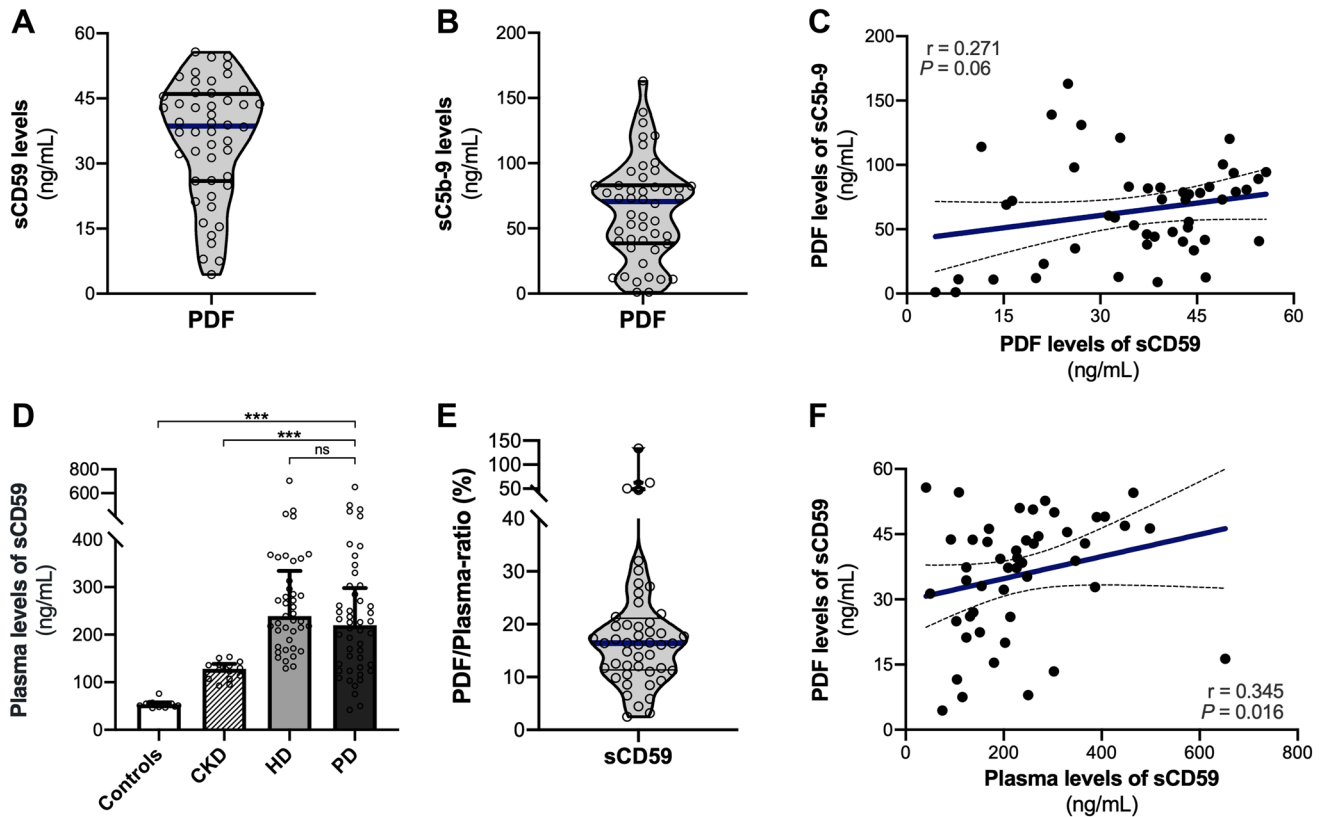 A
sCD59 levels
(ng/mL)
60
45
30
15
0
PDF
B
sC5b-9 levels
(ng/mL)
200
150
100
50
0
PDF
C
PDF levels of sC5b-9
(ng/mL)
200
150
100
50
0
r = 0.271
P = 0.06
0
15
30
45
60
PDF levels of sCD59
(ng/mL)
D
Plasma levels of sCD59
(ng/mL)
***
***
ns
800
600
400
300
200
100
0
Controls
CKD
HD
PD
E
PDF/Plasma-ratio (%)
150
100
50
40
30
20
10
0
sCD59
F
PDF levels of sCD59
(ng/mL)
60
45
30
15
0
r = 0.345
P = 0.016
0
200
400
600
800
Plasma levels of sCD59
(ng/mL)